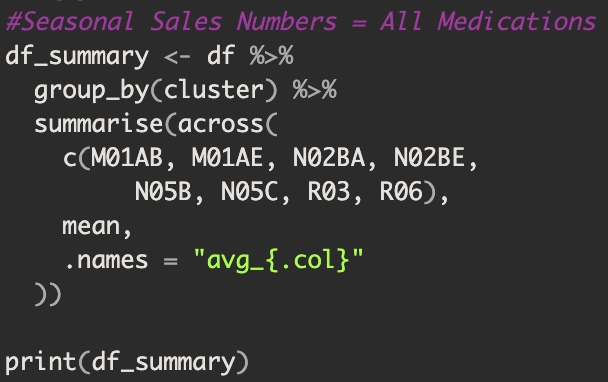 #Seasonal Sales Numbers = All Medications
df_summary <- df %>%
  group_by(cluster) %>%
  summarise(across(
    c(M01AB, M01AE, N02BA, N02BE,
         N05B, N05C, R03, R06),
    mean,
    .names = "avg_{.col}"
  ))

print(df_summary)